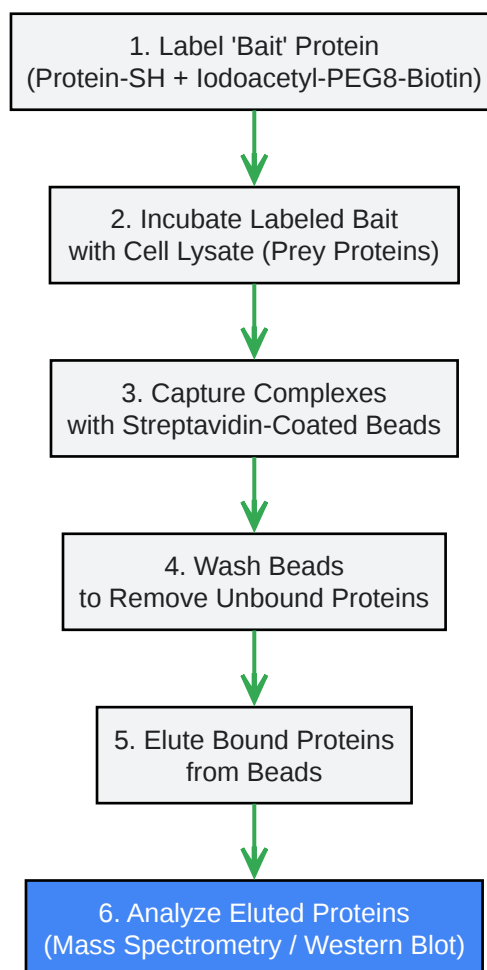 1. Label 'Bait' Protein
(Protein-SH + Iodoacetyl-PEG8-Biotin)
2. Incubate Labeled Bait
with Cell Lysate (Prey Proteins)
3. Capture Complexes
with Streptavidin-Coated Beads
4. Wash Beads
to Remove Unbound Proteins
5. Elute Bound Proteins
from Beads
6. Analyze Eluted Proteins
(Mass Spectrometry / Western Blot)